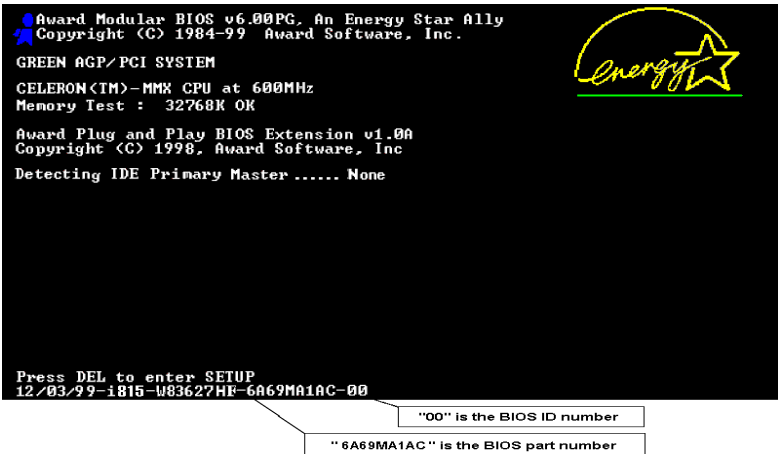 Award Modular BIOS v6.00PG, An Energy Star Ally
Copyright (C) 1984-99 Award Software, Inc.
energy
GREEN AGP/PCI SYSTEM
CELERON(TM)-MMX CPU at 600MHz
Memory Test : 32768K OK
Award Plug and Play BIOS Extension v1.0A
Copyright (C) 1998, Award Software, Inc
Detecting IDE Primary Master ...... None
Press DEL to enter SETUP
12/03/99-i815-W83627HF-6A69MA1AC-00
"00" is the BIOS ID number
"6A69MA1AC" is the BIOS part number